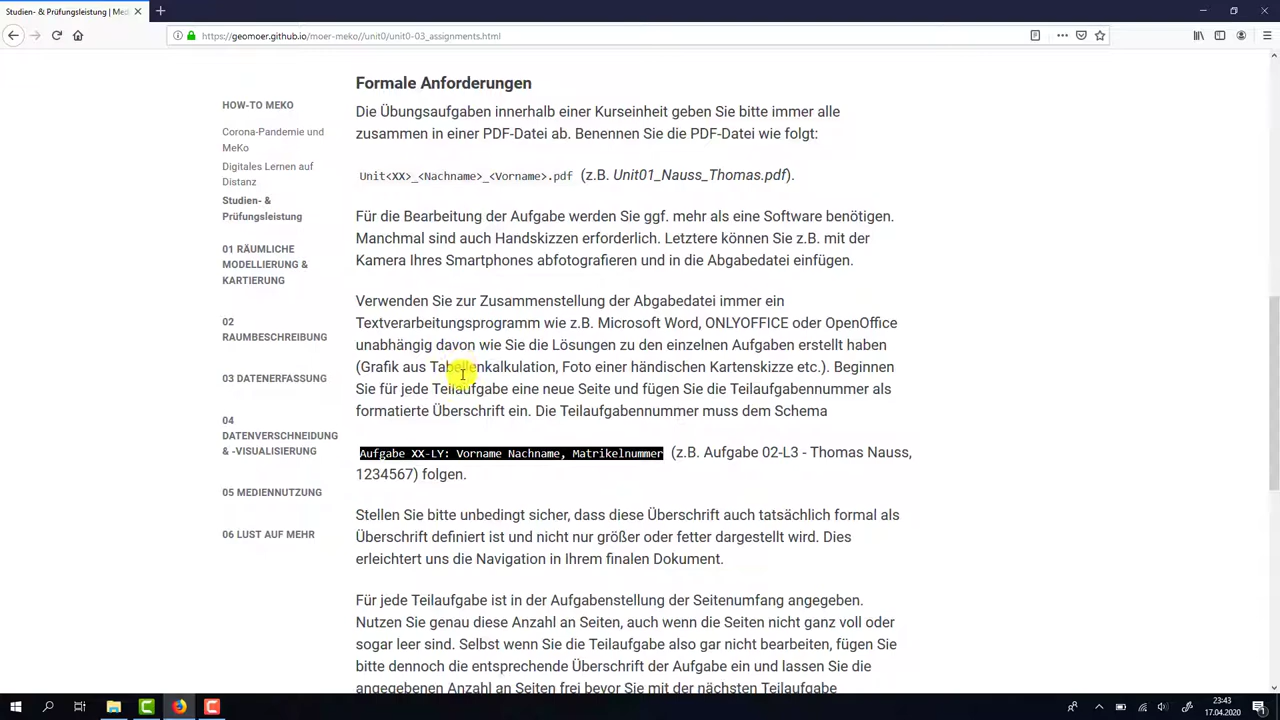 Studien- & Prüfungsleistung | Med
https://geomoer.github.io/moer-meko//unit0/unit0-03_assignments.html
HOW-TO MEKO
Corona-Pandemie und
MeKo
Digitales Lernen auf
Distanz
Studien- &
Prüfungsleistung
01 RÄUMLICHE
MODELLIERUNG &
KARTIERUNG
02
RAUMBESCHREIBUNG
03 DATENERFASSUNG
04
DATENVERSCHNEIDUNG
& -VISUALISIERUNG
05 MEDIENNUTZUNG
06 LUST AUF MEHR
Formale Anforderungen
Die Übungsaufgaben innerhalb einer Kurseinheit geben Sie bitte immer alle
zusammen in einer PDF-Datei ab. Benennen Sie die PDF-Datei wie folgt:
Unit<XX>_<Nachname>_<Vorname>.pdf (z.B. Unit01_Nauss_Thomas.pdf).
Für die Bearbeitung der Aufgabe werden Sie ggf. mehr als eine Software benötigen.
Manchmal sind auch Handskizzen erforderlich. Letztere können Sie z.B. mit der
Kamera Ihres Smartphones abfotografieren und in die Abgabedatei einfügen.
Verwenden Sie zur Zusammenstellung der Abgabedatei immer ein
Textverarbeitungsprogramm wie z.B. Microsoft Word, ONLYOFFICE oder OpenOffice
unabhängig davon wie Sie die Lösungen zu den einzelnen Aufgaben erstellt haben
(Grafik aus Tabellenkalkulation, Foto einer händischen Kartenskizze etc.). Beginnen
Sie für jede Teilaufgabe eine neue Seite und fügen Sie die Teilaufgabennummer als
formatierte Überschrift ein. Die Teilaufgabennummer muss dem Schema
Aufgabe XX-LY: Vorname Nachname, Matrikelnummer (z.B. Aufgabe 02-L3 - Thomas Nauss,
1234567) folgen.
Stellen Sie bitte unbedingt sicher, dass diese Überschrift auch tatsächlich formal als
Überschrift definiert ist und nicht nur größer oder fetter dargestellt wird. Dies
erleichtert uns die Navigation in Ihrem finalen Dokument.
Für jede Teilaufgabe ist in der Aufgabenstellung der Seitenumfang angegeben.
Nutzen Sie genau diese Anzahl an Seiten, auch wenn die Seiten nicht ganz voll oder
sogar leer sind. Selbst wenn Sie die Teilaufgabe also gar nicht bearbeiten, fügen Sie
bitte dennoch die entsprechende Überschrift der Aufgabe ein und lassen Sie die
angegebenen Anzahl an Seiten frei bevor Sie mit der nächsten Teilaufgabe
23:43
17.04.2020